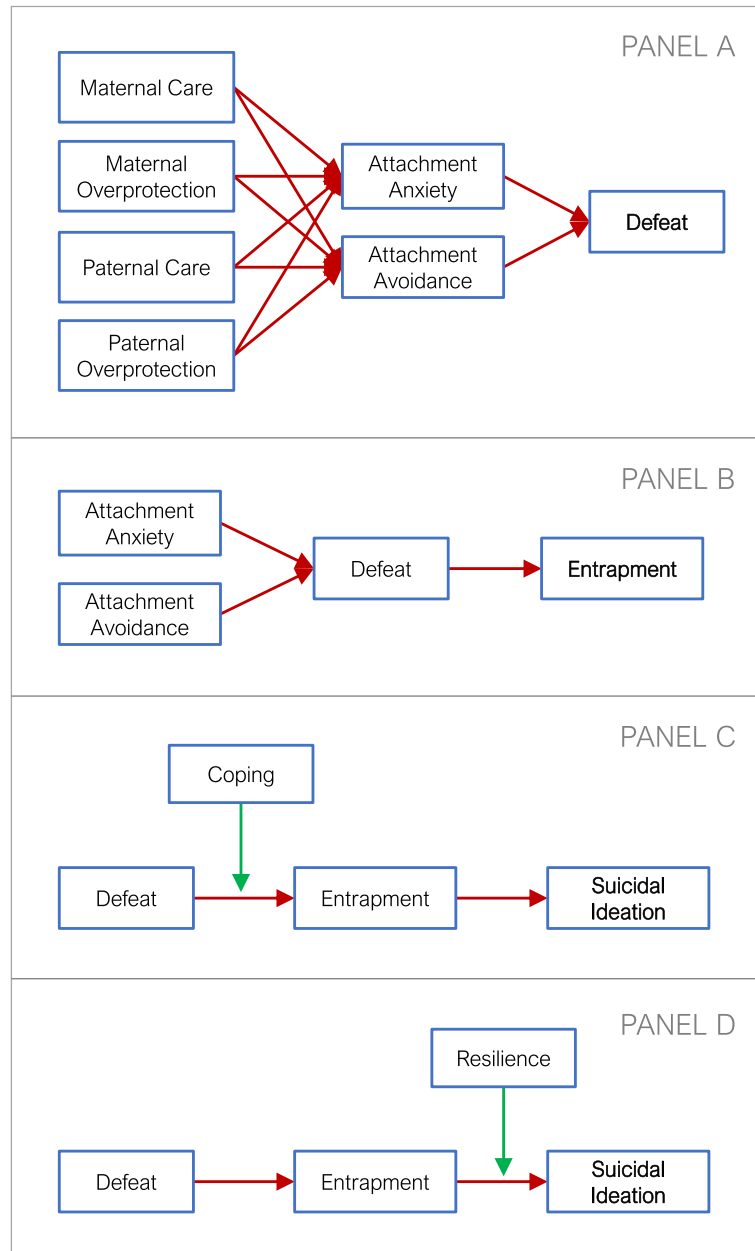 PANEL A
Maternal Care
Maternal
Overprotection
Paternal Care
Paternal
Overprotection
Attachment
Anxiety
Attachment
Avoidance
Defeat
PANEL B
Attachment
Anxiety
Attachment
Avoidance
Defeat
Entrapment
PANEL C
Coping
Defeat
Entrapment
Suicidal
Ideation
PANEL D
Resilience
Defeat
Entrapment
Suicidal
Ideation